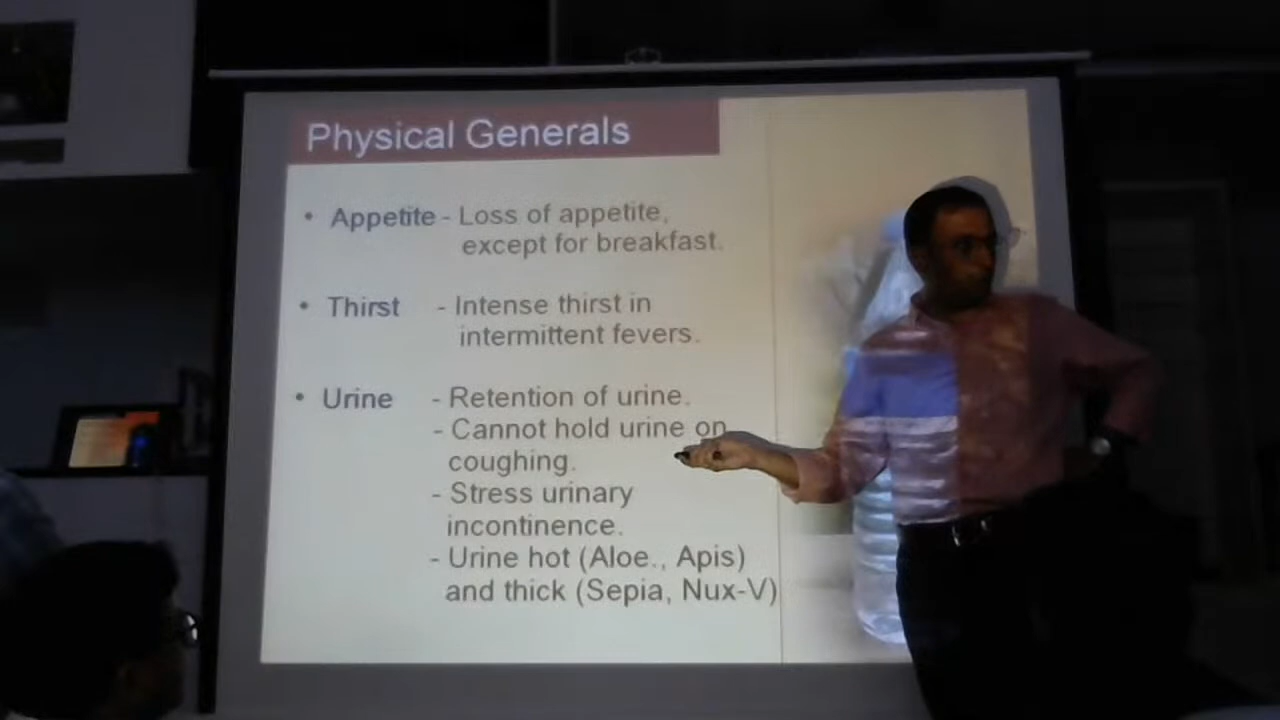 Physical Generals
• Appetite - Loss of appetite,
except for breakfast.
• Thirst - Intense thirst in
intermittent fevers.
• Urine - Retention of urine.
- Cannot hold urine on
coughing.
- Stress urinary
incontinence.
- Urine hot (Aloe., Apis)
and thick (Sepia, Nux-V)